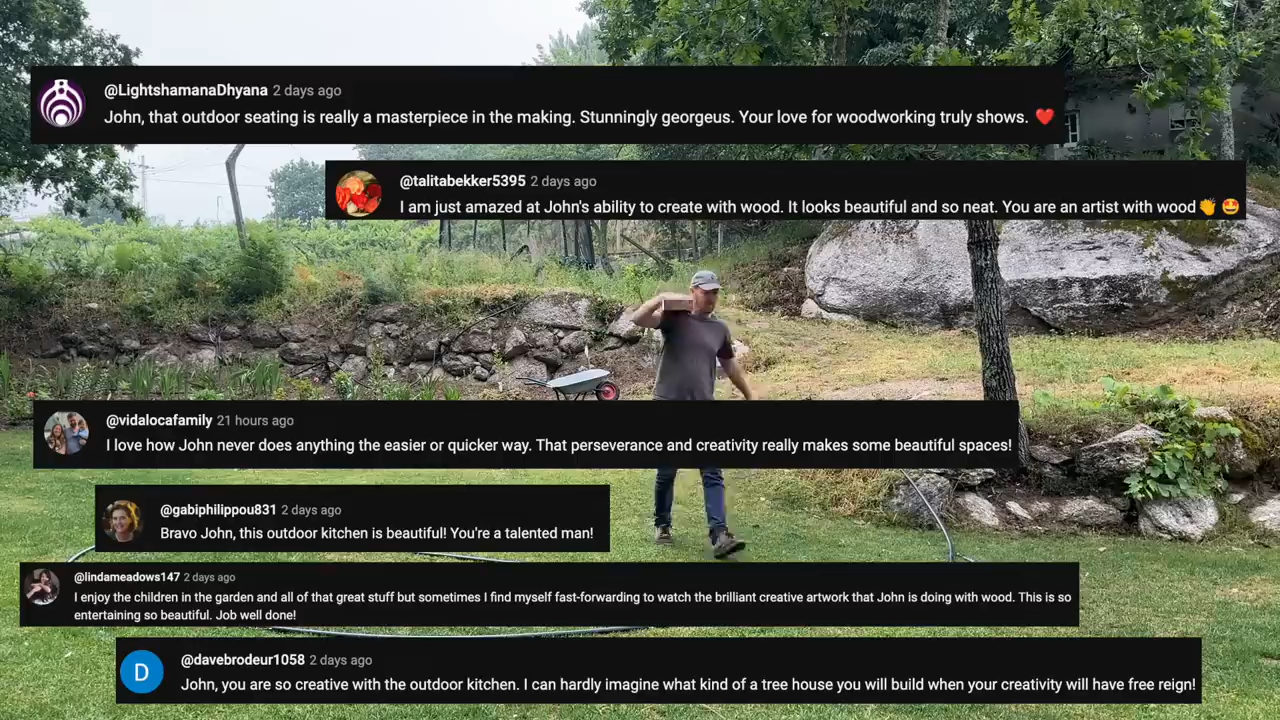 @LightshamanaDhyana 2 days ago
John, that outdoor seating is really a masterpiece in the making. Stunningly georgeus. Your love for woodworking truly shows. ❤️
@talitabekker5395 2 days ago
I am just amazed at John's ability to create with wood. It looks beautiful and so neat. You are an artist with wood👏 🤩
@vidalocafamily 21 hours ago
I love how John never does anything the easier or quicker way. That perseverance and creativity really makes some beautiful spaces!
@gabiphilippou831 2 days ago
Bravo John, this outdoor kitchen is beautiful! You're a talented man!
@lindameadows147 2 days ago
I enjoy the children in the garden and all of that great stuff but sometimes I find myself fast-forwarding to watch the brilliant creative artwork that John is doing with wood. This is so
entertaining so beautiful. Job well done!
D
@davebrodeur1058 2 days ago
John, you are so creative with the outdoor kitchen. I can hardly imagine what kind of a tree house you will build when your creativity will have free reign!